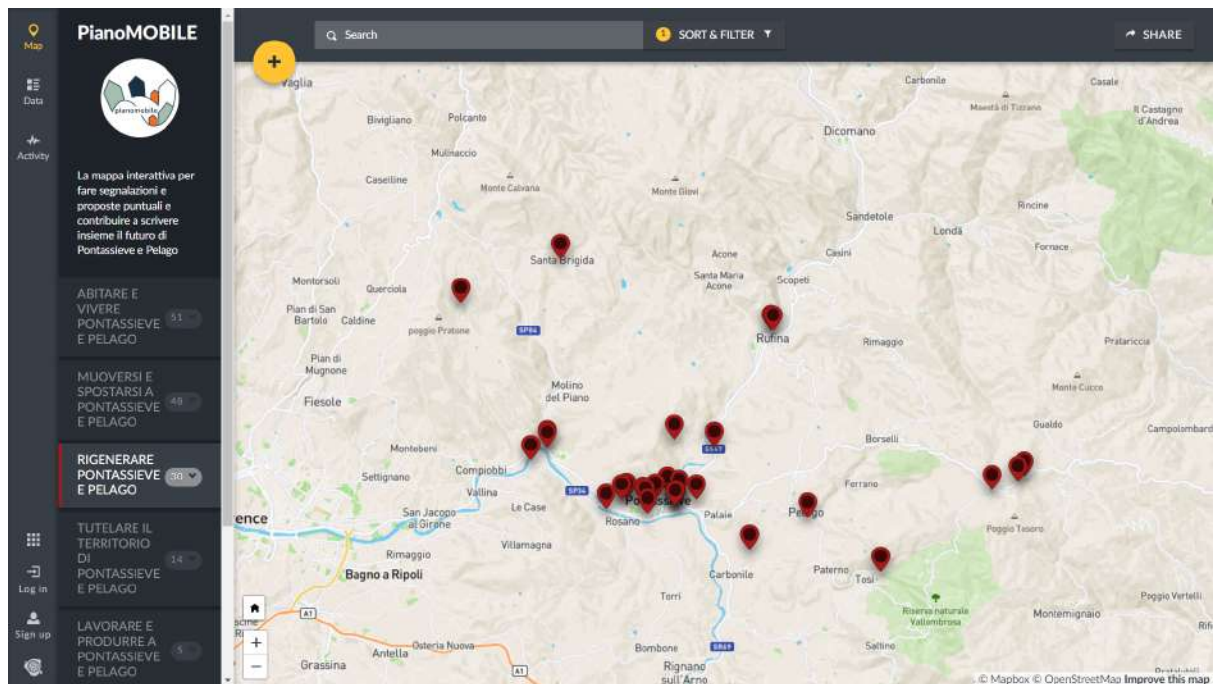 Map
Data
Activity
Log in
Sign up
PianoMOBILE
pianomobile
La mappa interattiva per
fare segnalazioni e
proposte puntuali e
contribuire a scrivere
insieme il futuro di
Pontassieve e Pelago
ABITARE E
VIVERE
PONTASSIEVE 51
E PELAGO
MUOVERSI E
SPOSTARSI A
PONTASSIEVE
E PELAGO
RIGENERARE
PONTASSIEVE 30
E PELAGO
TUTELARE IL
TERRITORIO
DI
PONTASSIEVE 14
E PELAGO
LAVORARE E
PRODURRE A
PONTASSIEVE 5
E PELAGO
Search
1 SORT & FILTER
SHARE
+
Vaglia
Carbonile
Casale
Bivigliano
Polcanto
Maestà di Tizzano
Il Castagno
d'Andrea
Dicomano
Mulinaccio
Caselline
Monte Calvana
Monte Giovi
Rincine
Sandetole
Londa
Fornace
Santa Brigida
Acone
Casini
Montorsoli
Querciola
Santa Maria
Acone
Scopeti
Pian di San
Bartolo
Caldine
poggio Pratone
SP84
Rufina
Rimaggio
Pratariccia
Pian di
Mugnone
Molino
del Piano
Monte Cucco
Fiesole
Gualdo
Campolombard
Montebeni
Borselli
Settignano
Compiobbi
Vallina
SP34
Ferrano
San Jacopo
al Girone
Le Case
Rosano
Palaie
Poggio Tesoro
ence
Villamagna
Rimaggio
Bagno a Ripoli
Carbonile
Paterno
Tosi
Torri
Riserva naturale
Vallombrosa
Poggio Vertelli
Montemignaio
A1
Osteria Nuova
Antella
Bombone
SR69
Saltino
Grassina
A1
Rignano
sull'Arno
+
−
© Mapbox © OpenStreetMap Improve this map